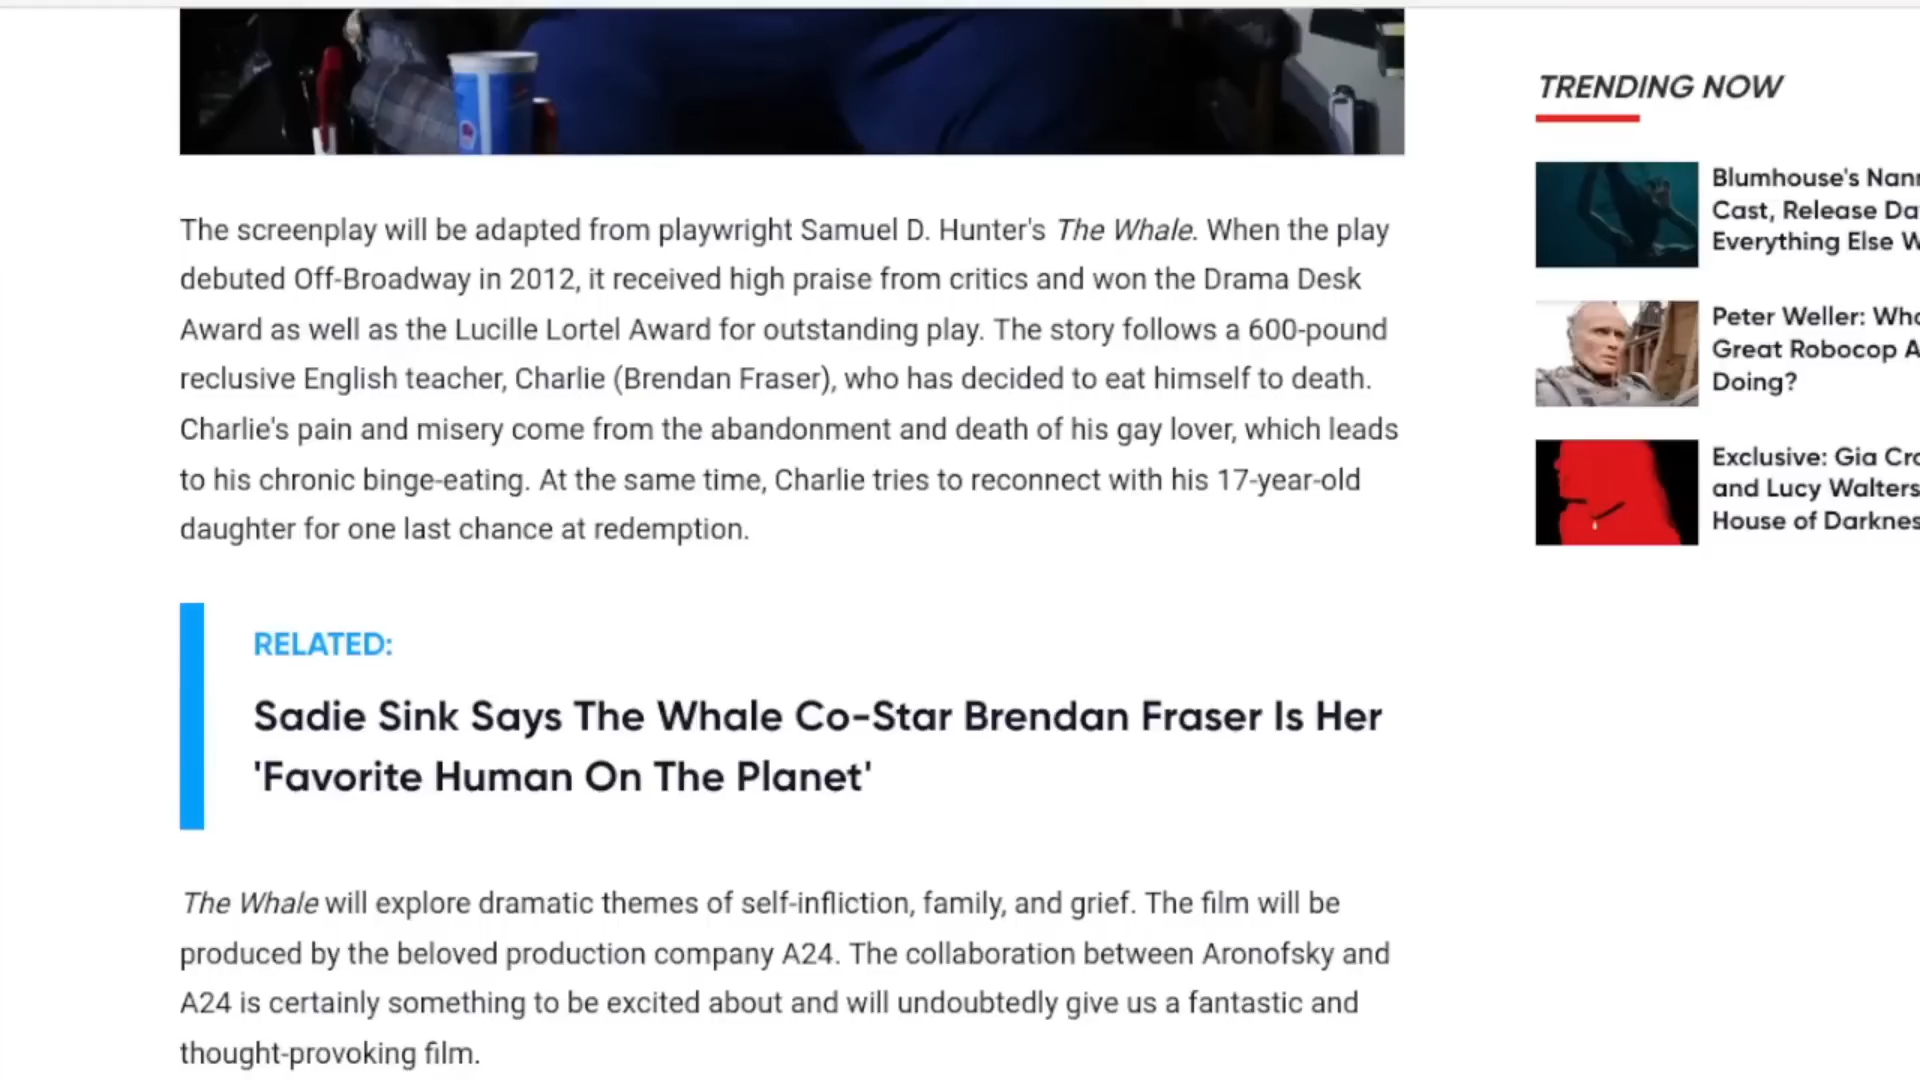 TRENDING NOW
The screenplay will be adapted from playwright Samuel D. Hunter's The Whale. When the play
debuted Off-Broadway in 2012, it received high praise from critics and won the Drama Desk
Award as well as the Lucille Lortel Award for outstanding play. The story follows a 600-pound
reclusive English teacher, Charlie (Brendan Fraser), who has decided to eat himself to death.
Charlie's pain and misery come from the abandonment and death of his gay lover, which leads
to his chronic binge-eating. At the same time, Charlie tries to reconnect with his 17-year-old
daughter for one last chance at redemption.
RELATED:
Sadie Sink Says The Whale Co-Star Brendan Fraser Is Her
'Favorite Human On The Planet'
The Whale will explore dramatic themes of self-infliction, family, and grief. The film will be
produced by the beloved production company A24. The collaboration between Aronofsky and
A24 is certainly something to be excited about and will undoubtedly give us a fantastic and
thought-provoking film.
Blumhouse's
Cast, Release
Everything Else
Peter Weller:
Great Robocop
Doing?
Exclusive: Gia
and Lucy Walters
House of